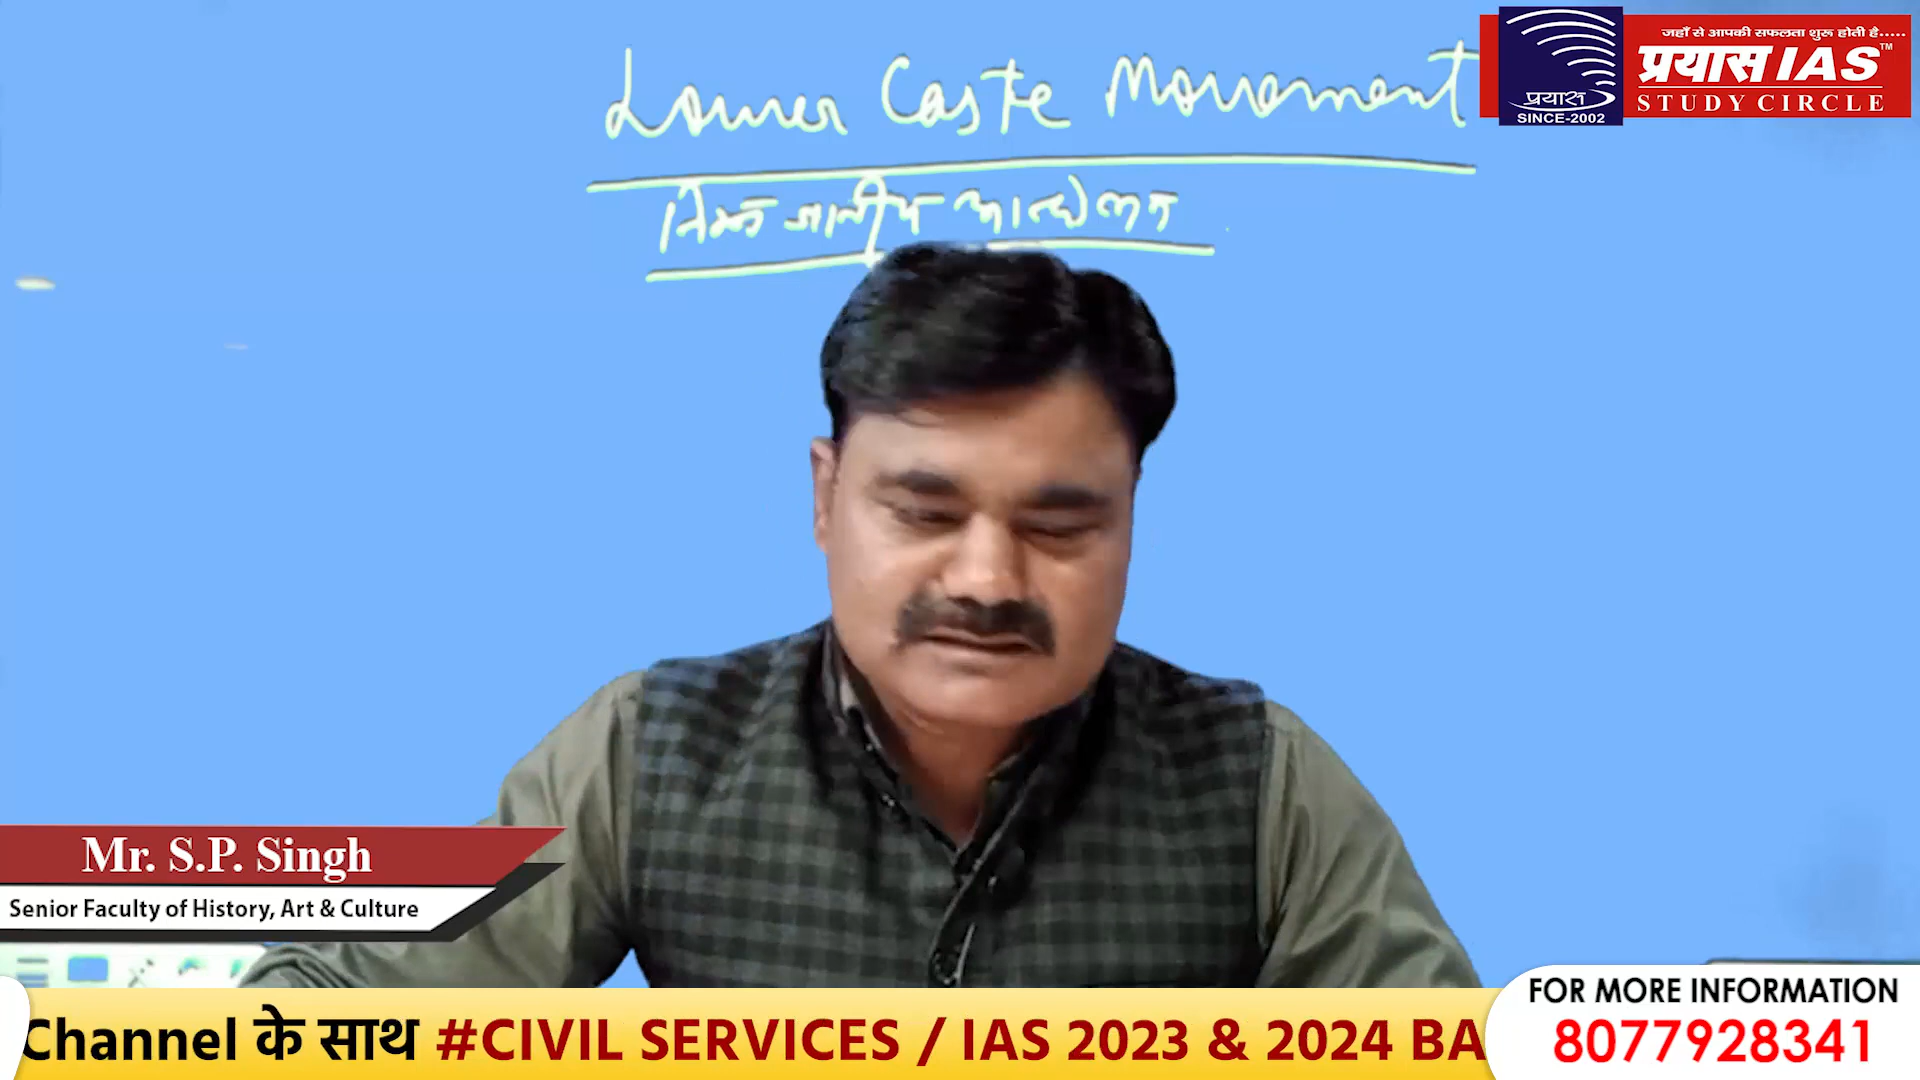 Lower Caste Movement
निम्न जातीय आन्दोलन
जहाँ से आपकी सफलता शुरू होती है.....
प्रयास IAS™
STUDY CIRCLE
प्रयास
SINCE-2002
Mr. S.P. Singh
Senior Faculty of History, Art & Culture
Channel के साथ #CIVIL SERVICES / IAS 2023 & 2024 BA
FOR MORE INFORMATION
8077928341